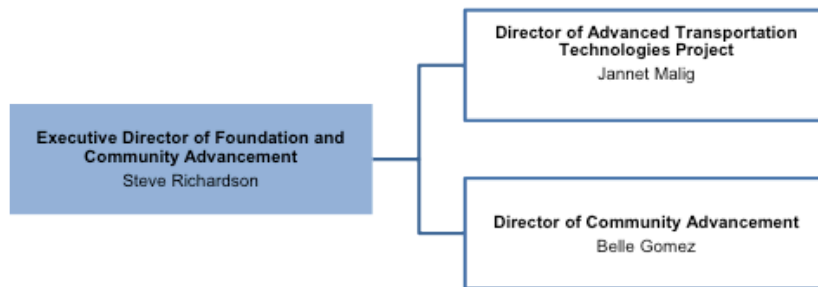 Director of Advanced Transportation
Technologies Project
Jannet Malig
Executive Director of Foundation and
Community Advancement
Steve Richardson
Director of Community Advancement
Belle Gomez